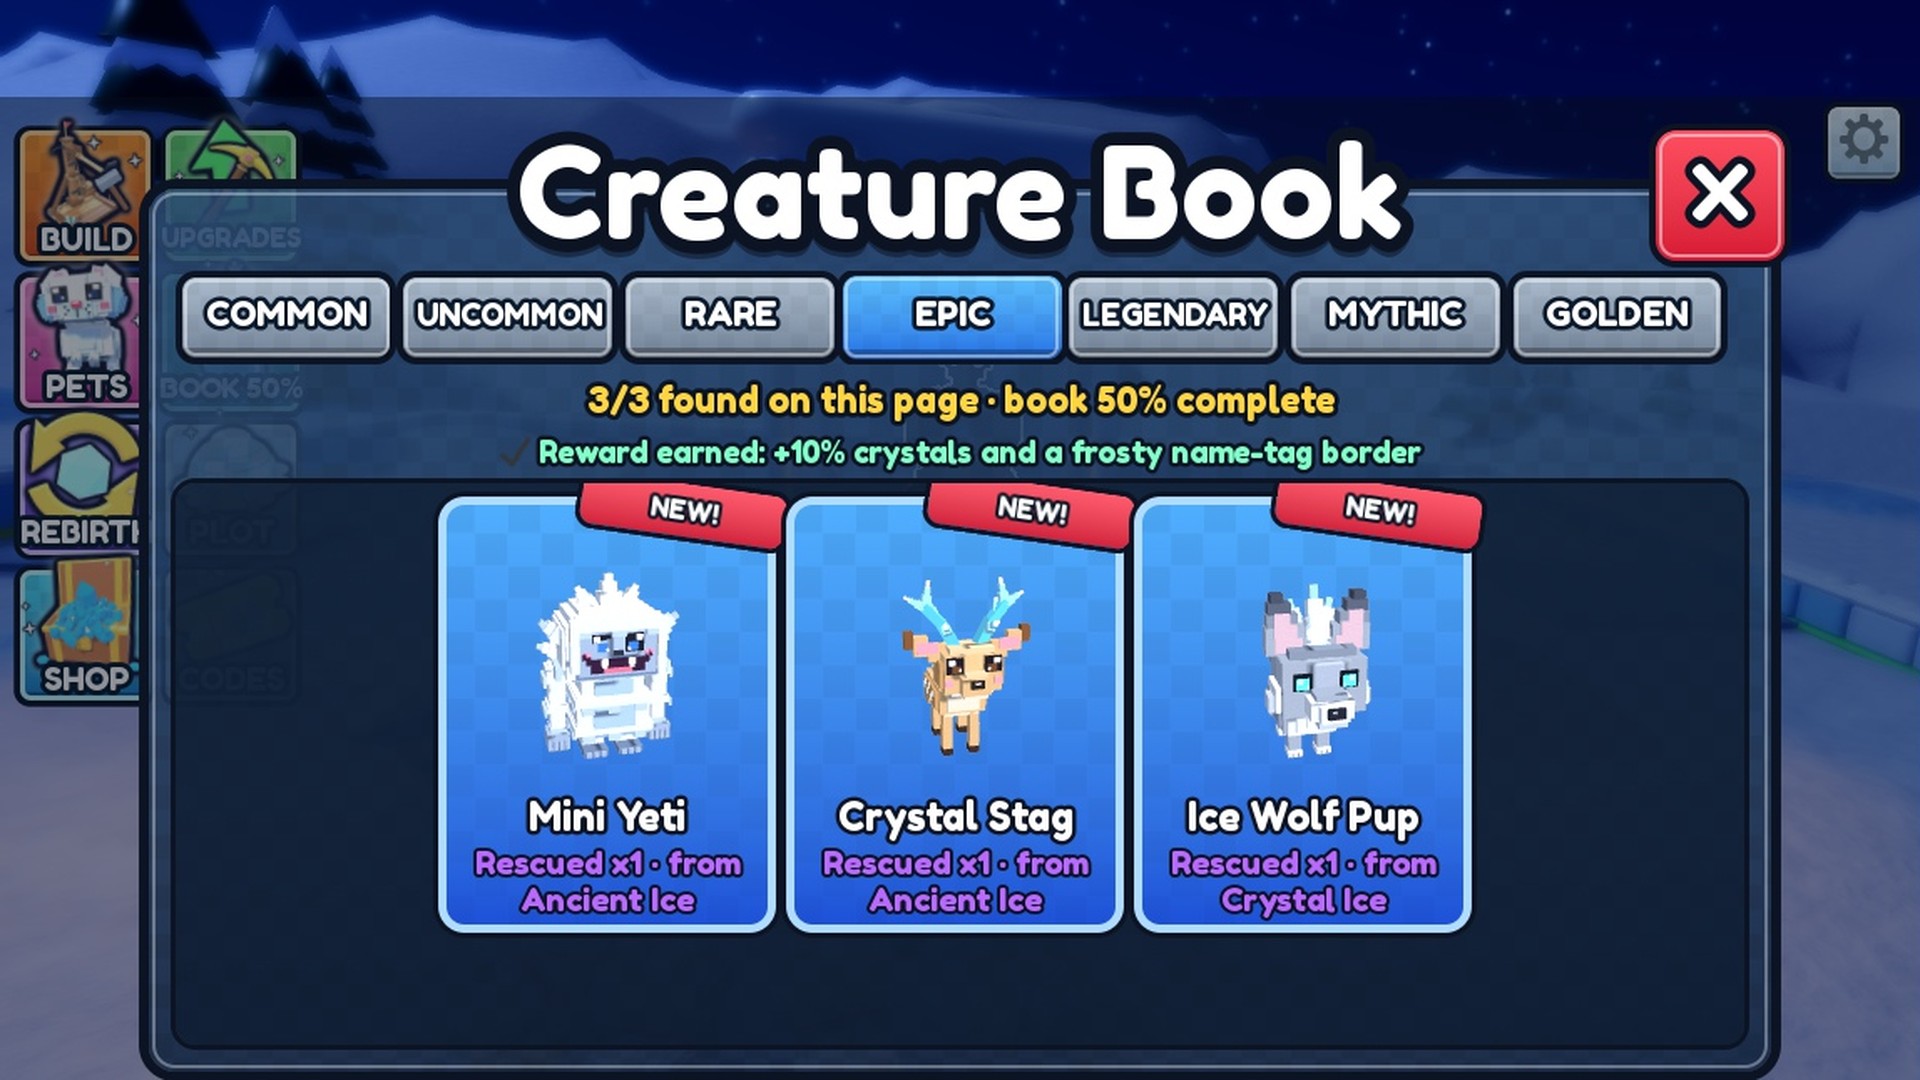 Creature Book
BUILD
UPGRADES
PETS
BOOK 50%
REBIRTH
PLOT
SHOP
CODES
COMMON
UNCOMMON
RARE
EPIC
LEGENDARY
MYTHIC
GOLDEN
3/3 found on this page · book 50% complete
✓ Reward earned: +10% crystals and a frosty name-tag border
NEW!
Mini Yeti
Rescued x1 · from
Ancient Ice
NEW!
Crystal Stag
Rescued x1 · from
Ancient Ice
NEW!
Ice Wolf Pup
Rescued x1 · from
Crystal Ice